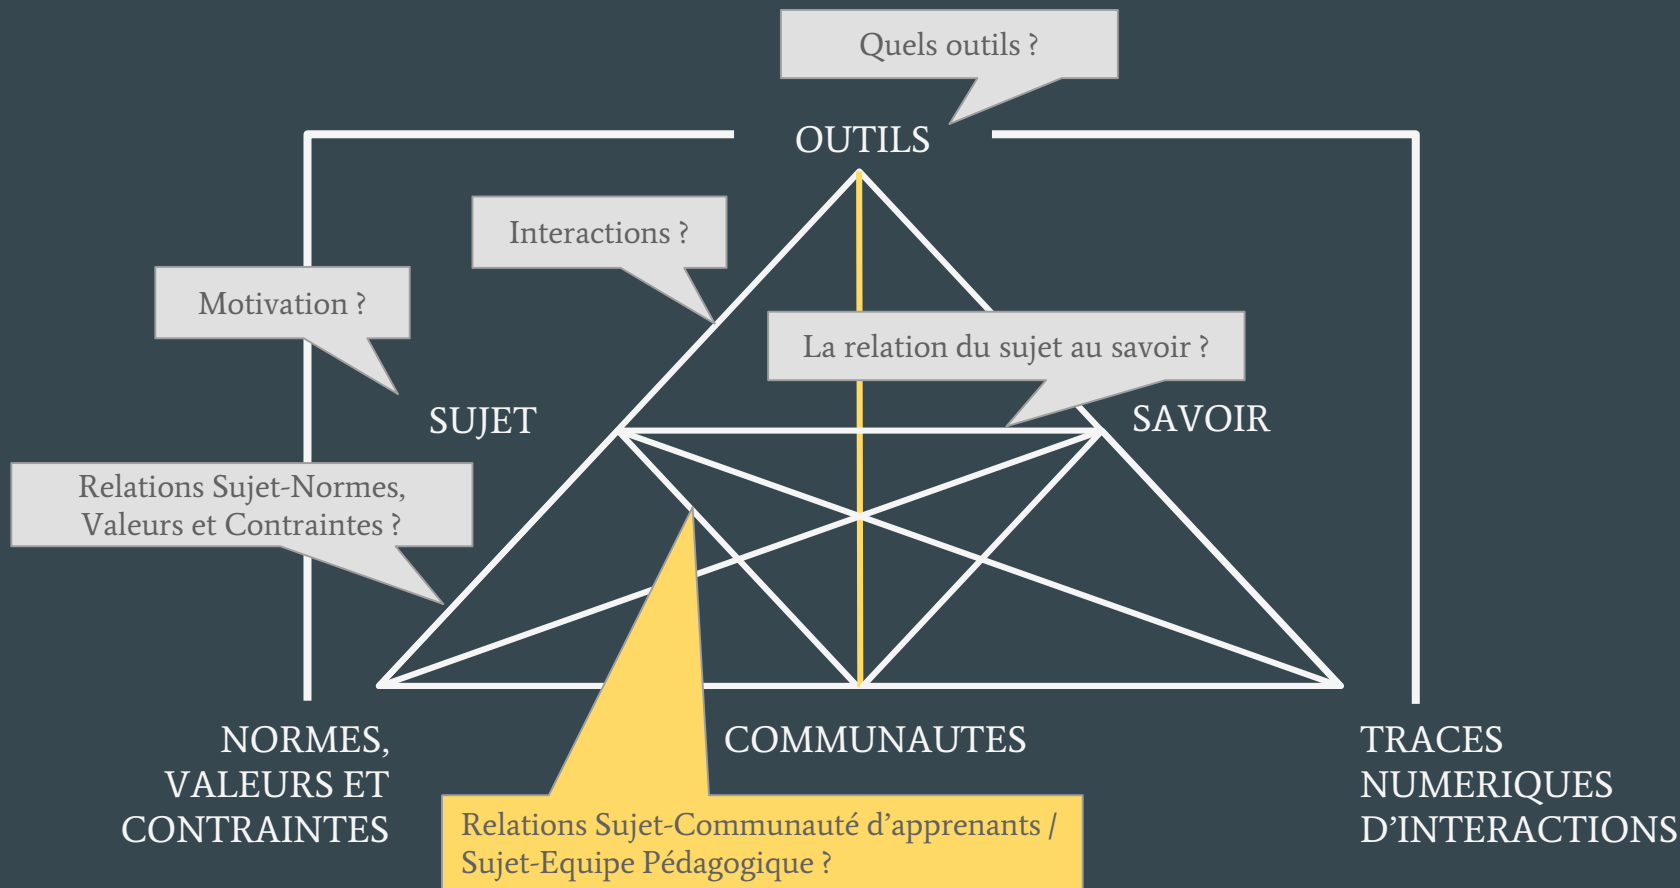 Quels outils ?
OUTILS
Interactions ?
Motivation ?
La relation du sujet au savoir ?
SUJET
SAVOIR
Relations Sujet-Normes,
Valeurs et Contraintes ?
NORMES,
VALEURS ET
CONTRAINTES
COMMUNAUTES
TRACES
NUMERIQUES
D'INTERACTIONS
Relations Sujet-Communauté d'apprenants /
Sujet-Equipe Pédagogique ?